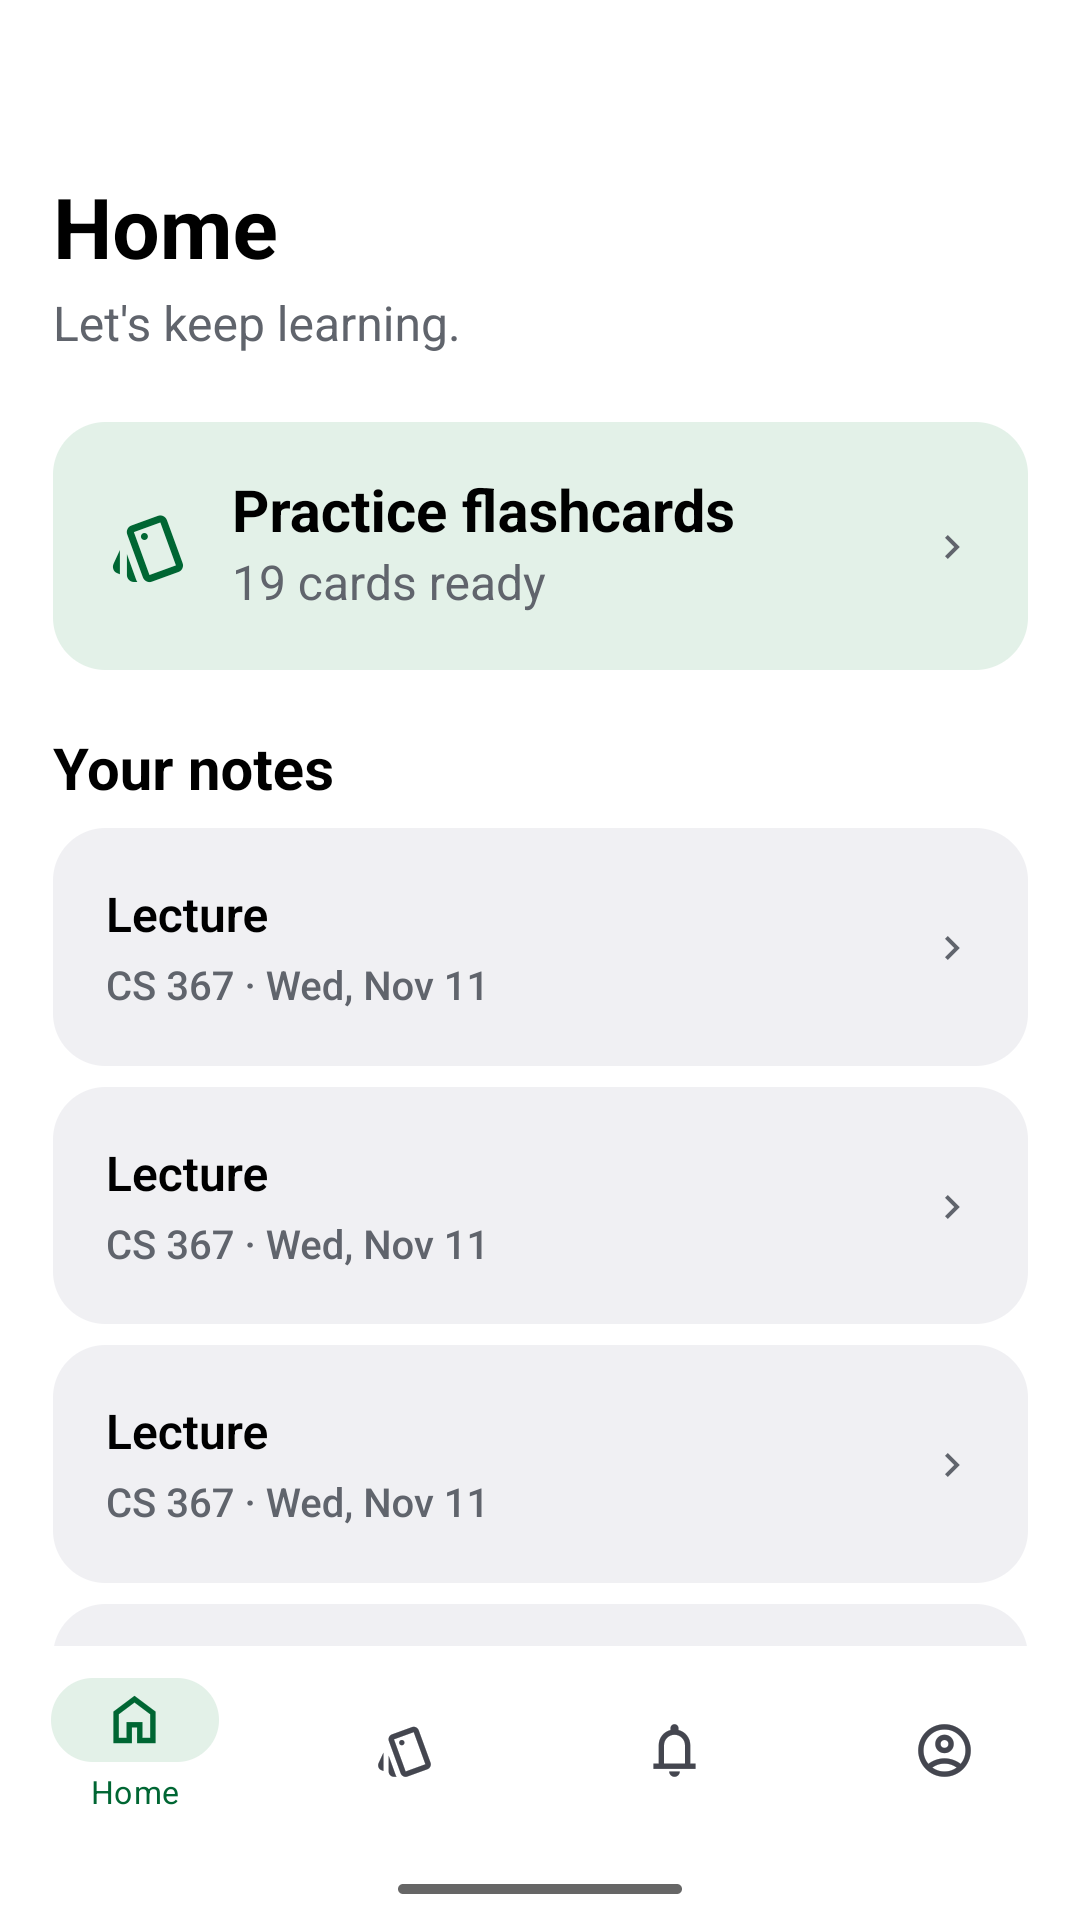 Home
Let's keep learning.
Practice flashcards
19 cards ready
Your notes
Lecture
CS 367 · Wed, Nov 11
Lecture
CS 367 · Wed, Nov 11
Lecture
CS 367 · Wed, Nov 11
Home